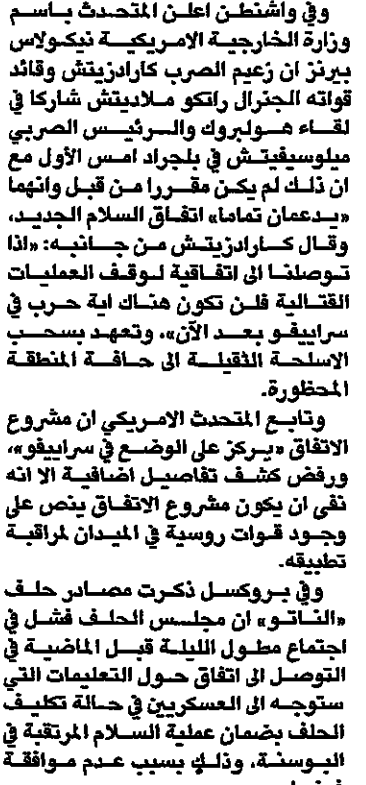 وفي واشنطن اعلن المتحدث باسم
وزارة الخارجية الامريكية نيكولاس
بيرنز ان زعيم الصرب كارادزيتش وقائد
قواته الجنرال راتكو ملاديتش شاركا في
لقاء هولبروك والرئيس الصربي
ميلوسيفيتش في بلجراد امس الأول مع
ان ذلك لم يكن مقررا من قبل وانهما
«يدعمان تماما» اتفاق السلام الجديد،
وقال كارادزيتش من جانبه: «اذا
توصلنا الى اتفاقية لوقف العمليات
القتالية فلن تكون هناك اية حرب في
سراييفو بعد الآن»، وتعهد بسحب
الاسلحة الثقيلة الى حافة المنطقة
المحظورة.
وتابع المتحدث الامريكي ان مشروع
الاتفاق «يركز على الوضع في سراييفو»،
ورفض كشف تفاصيل اضافية الا انه
نفى ان يكون مشروع الاتفاق ينص على
وجود قوات روسية في الميدان لمراقبة
تطبيقه.
وفي بروكسل ذكرت مصادر حلف
«الناتو» ان مجلس الحلف فشل في
اجتماع مطول الليلة قبل الماضية في
التوصل الى اتفاق حول التعليمات التي
ستوجه الى العسكريين في حالة تكليف
الحلف بضمان عملية السلام المرتقبة في
البوسنة، وذلك بسبب عدم موافقة